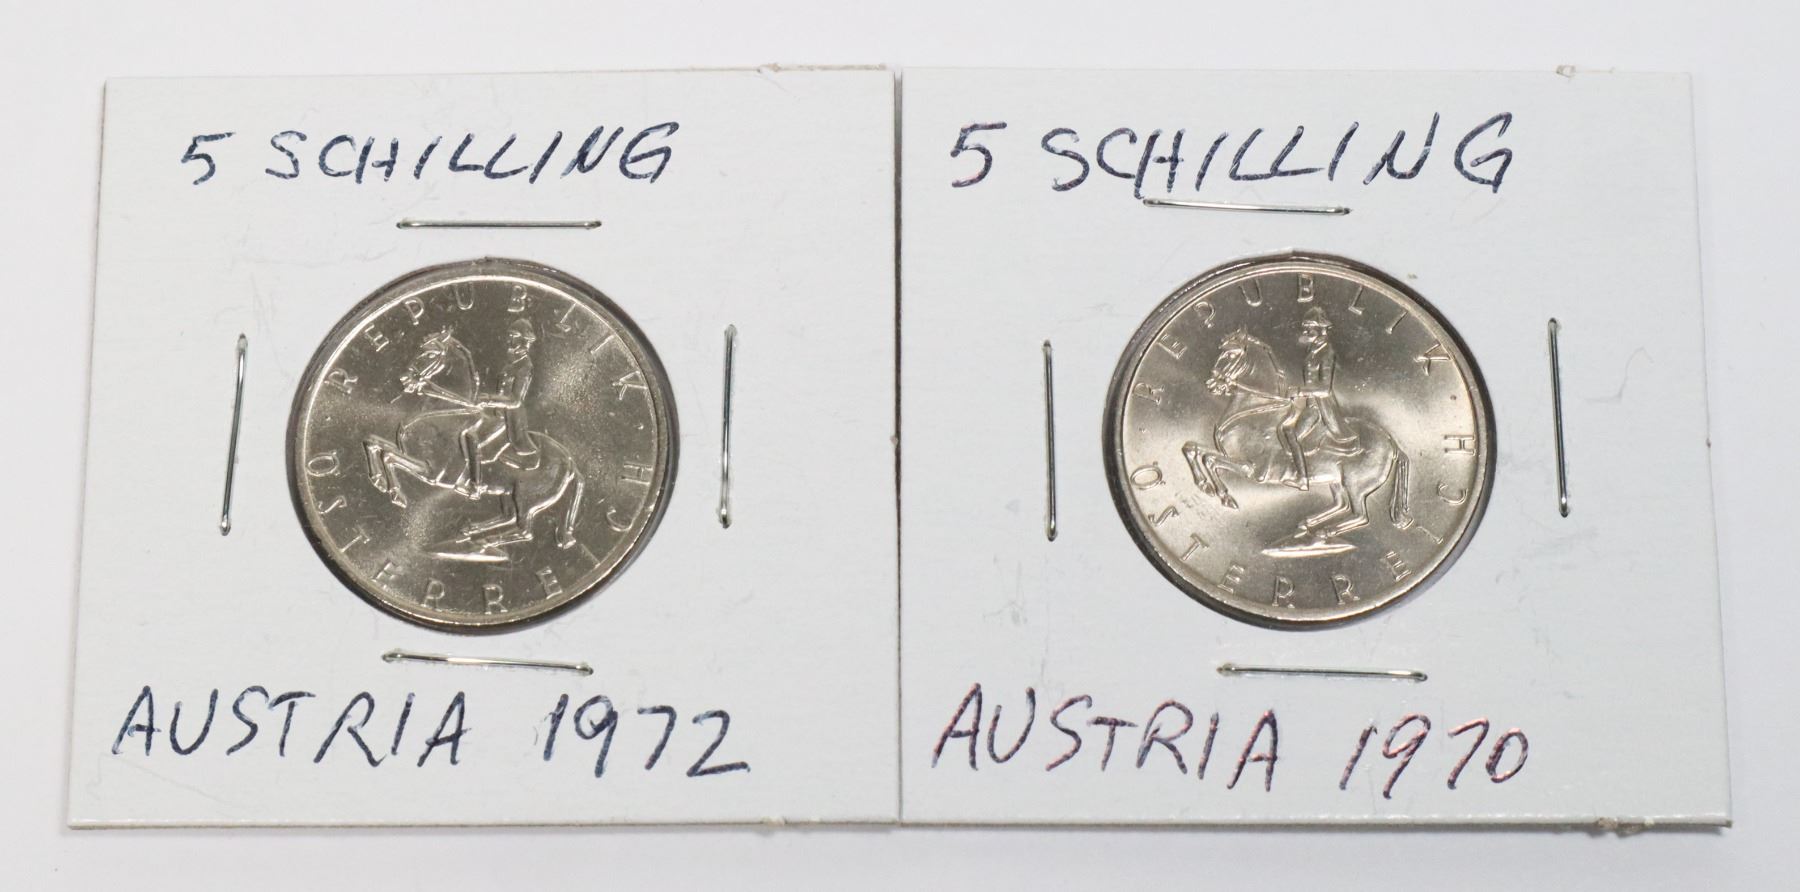 5 SCHILLING
REPUBLIK · ÖSTERREICH ·
AUSTRIA 1972
5 SCHILLING
REPUBLIK · ÖSTERREICH ·
AUSTRIA 1970